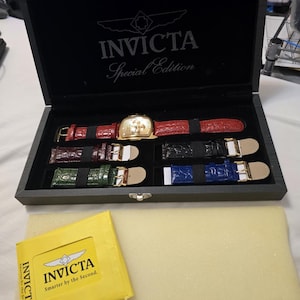 INVICTA
Special Edition
INVICTA
INVICTA
Smarter by the Second.